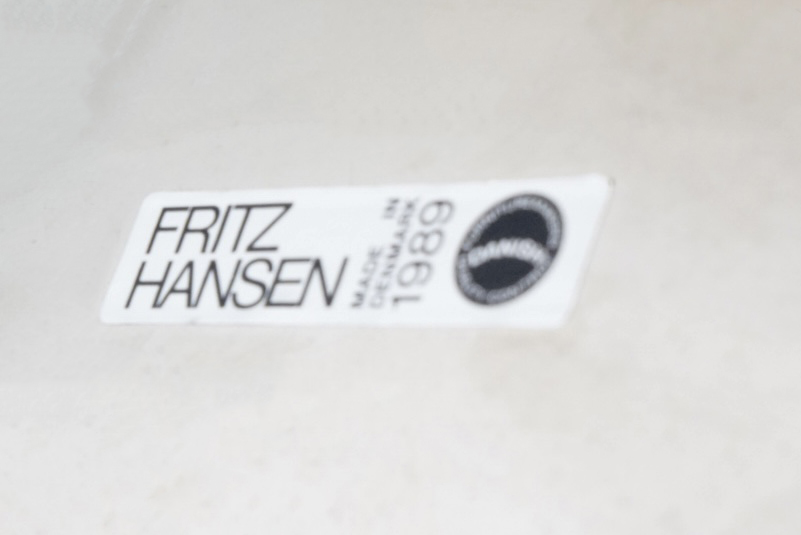 FRITZ
HANSEN
MADE IN
DENMARK
1989
DANISH